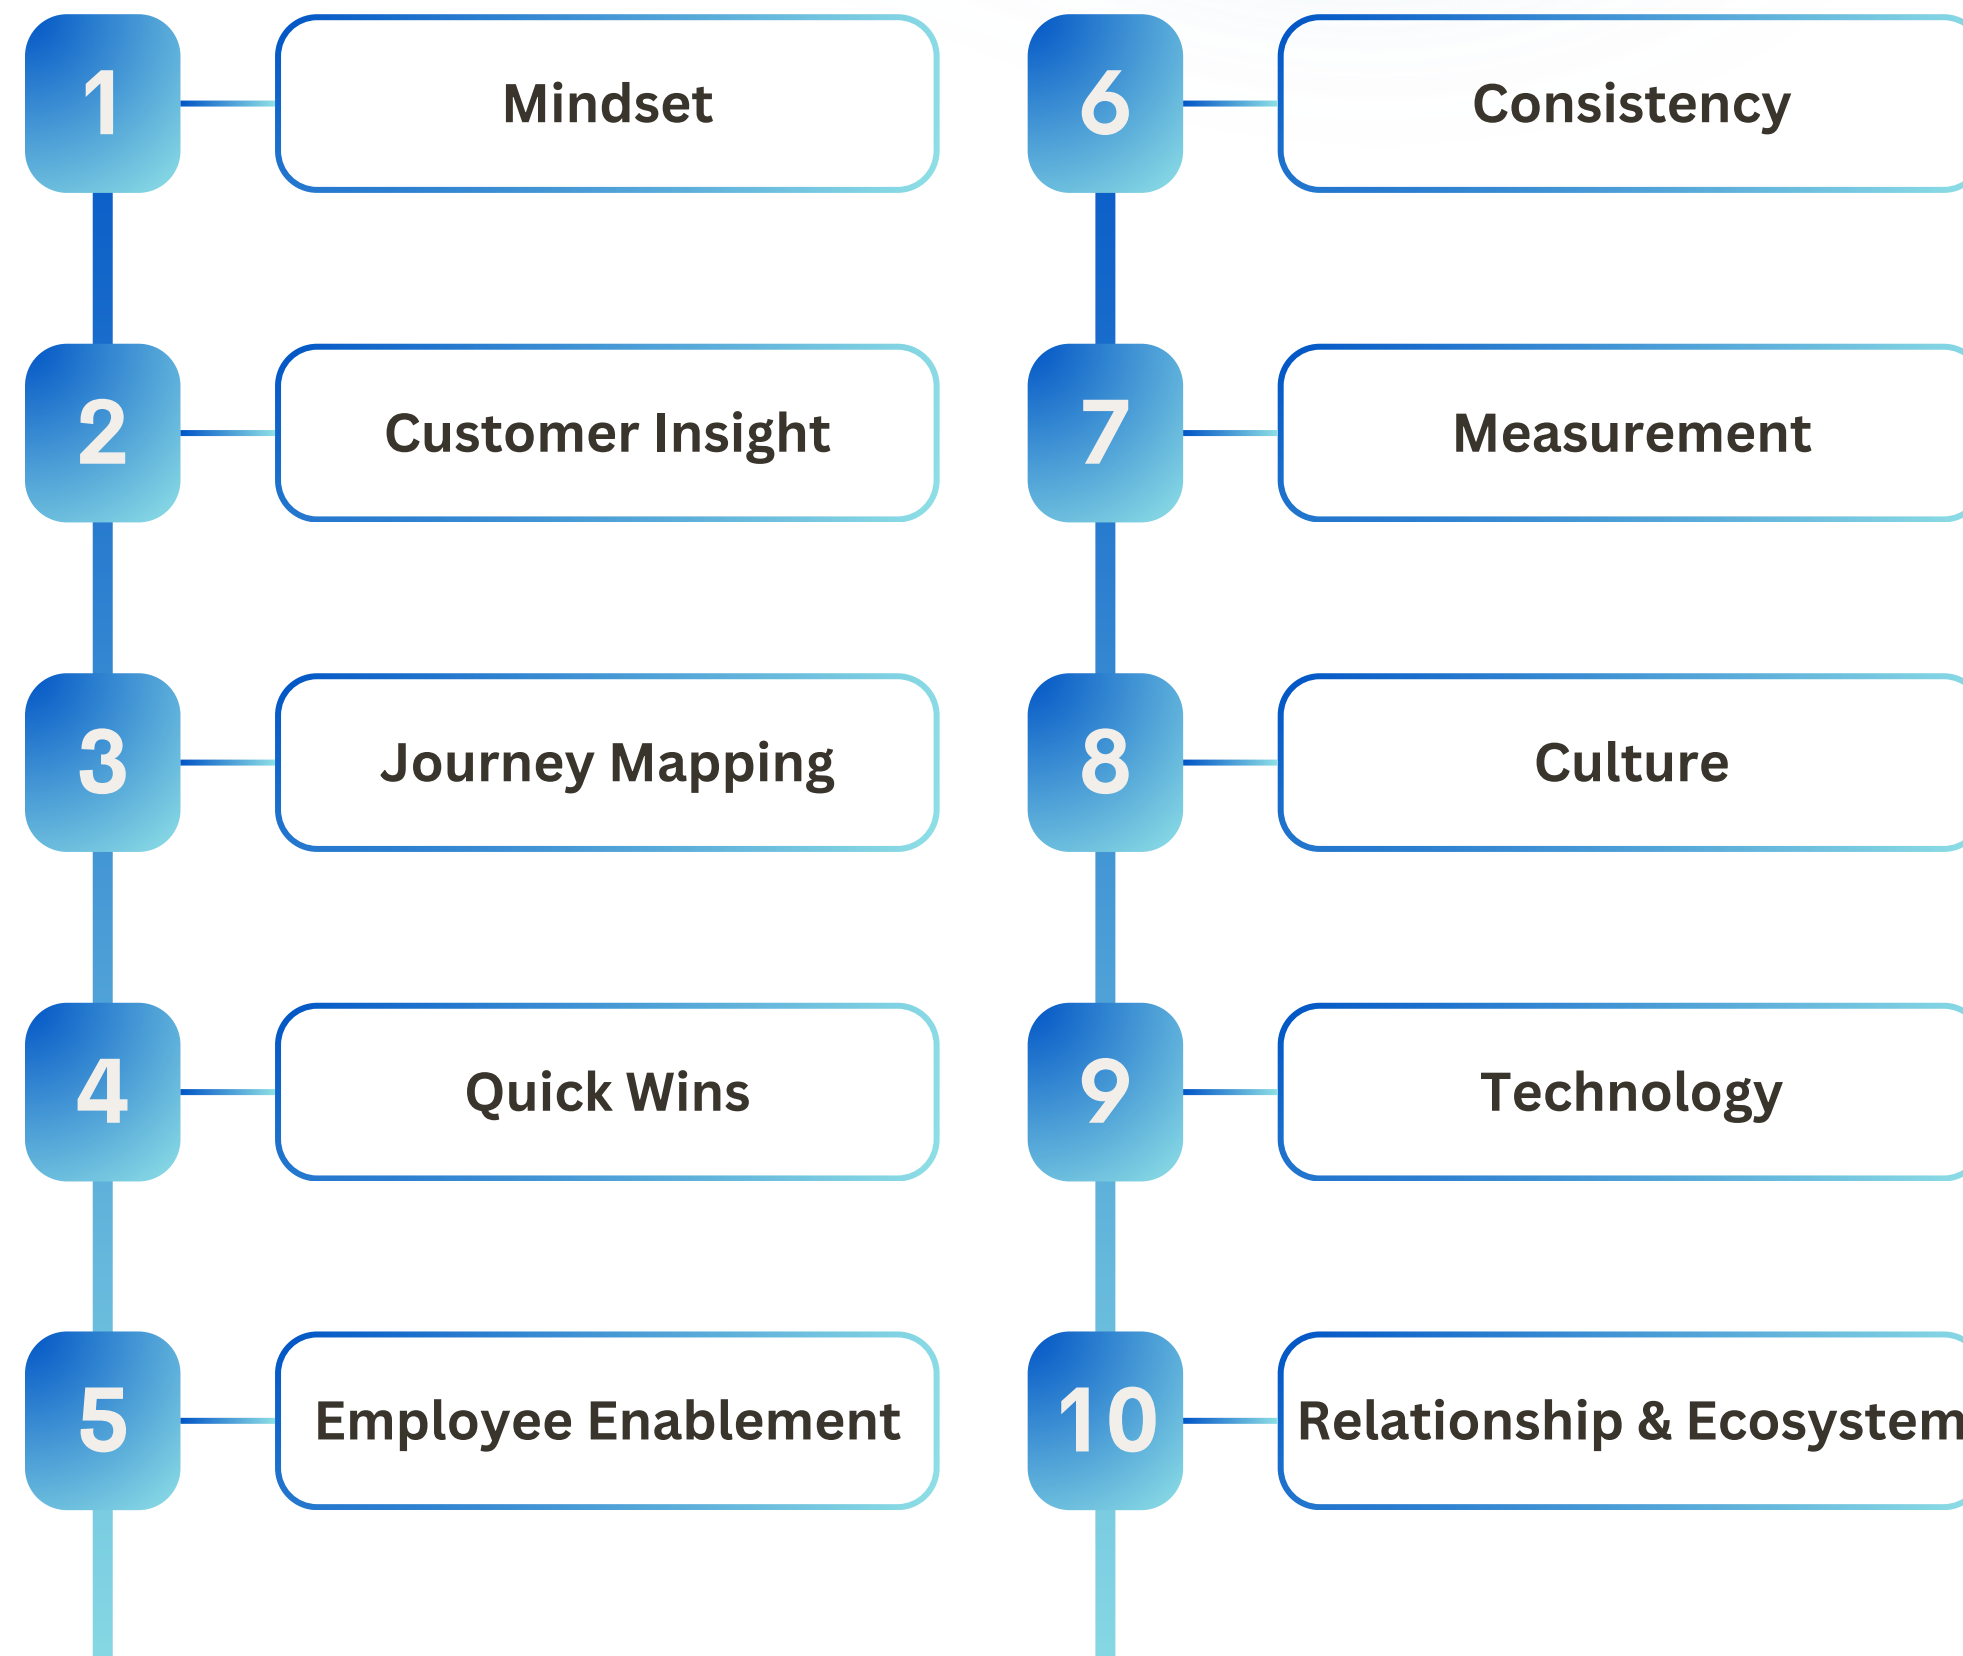 1
Mindset
2
Customer Insight
3
Journey Mapping
4
Quick Wins
5
Employee Enablement
6
Consistency
7
Measurement
8
Culture
9
Technology
10
Relationship & Ecosystem